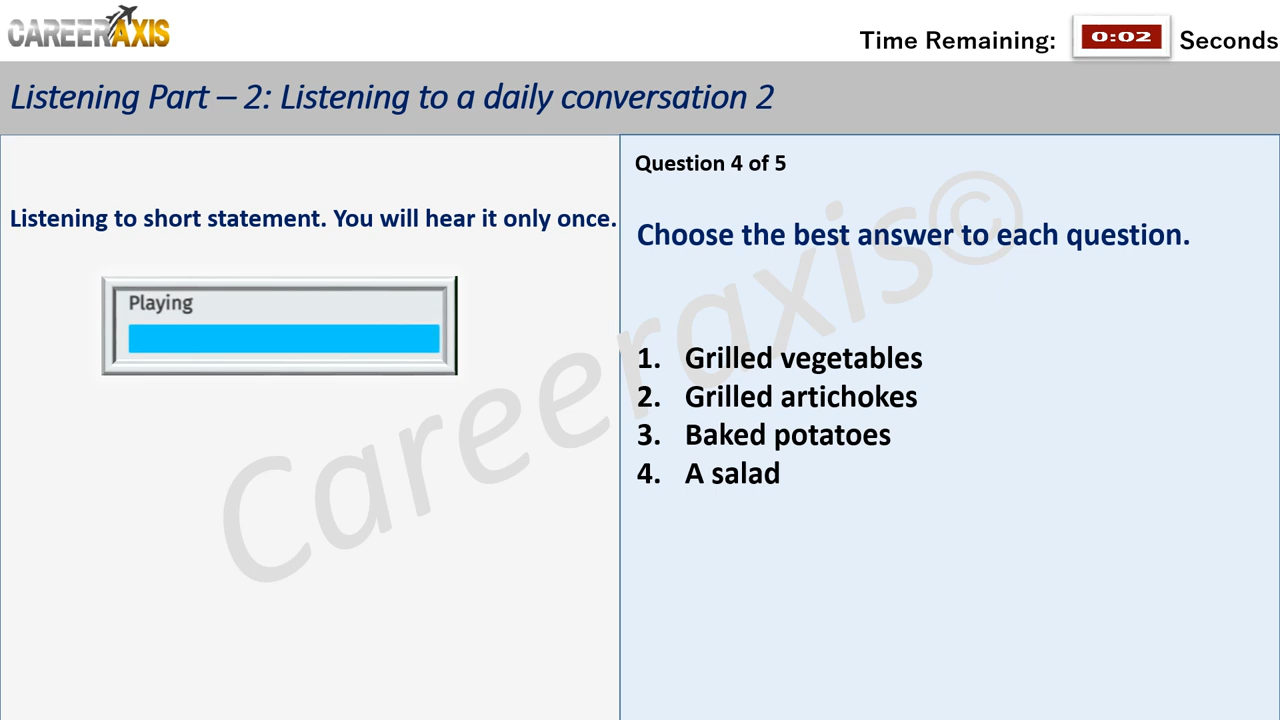 CAREERAXIS
Time Remaining: 0:02 Seconds
Listening Part – 2: Listening to a daily conversation 2
Listening to short statement. You will hear it only once.
Playing
Question 4 of 5
Choose the best answer to each question.
1. Grilled vegetables
2. Grilled artichokes
3. Baked potatoes
4. A salad
Careeraxis©